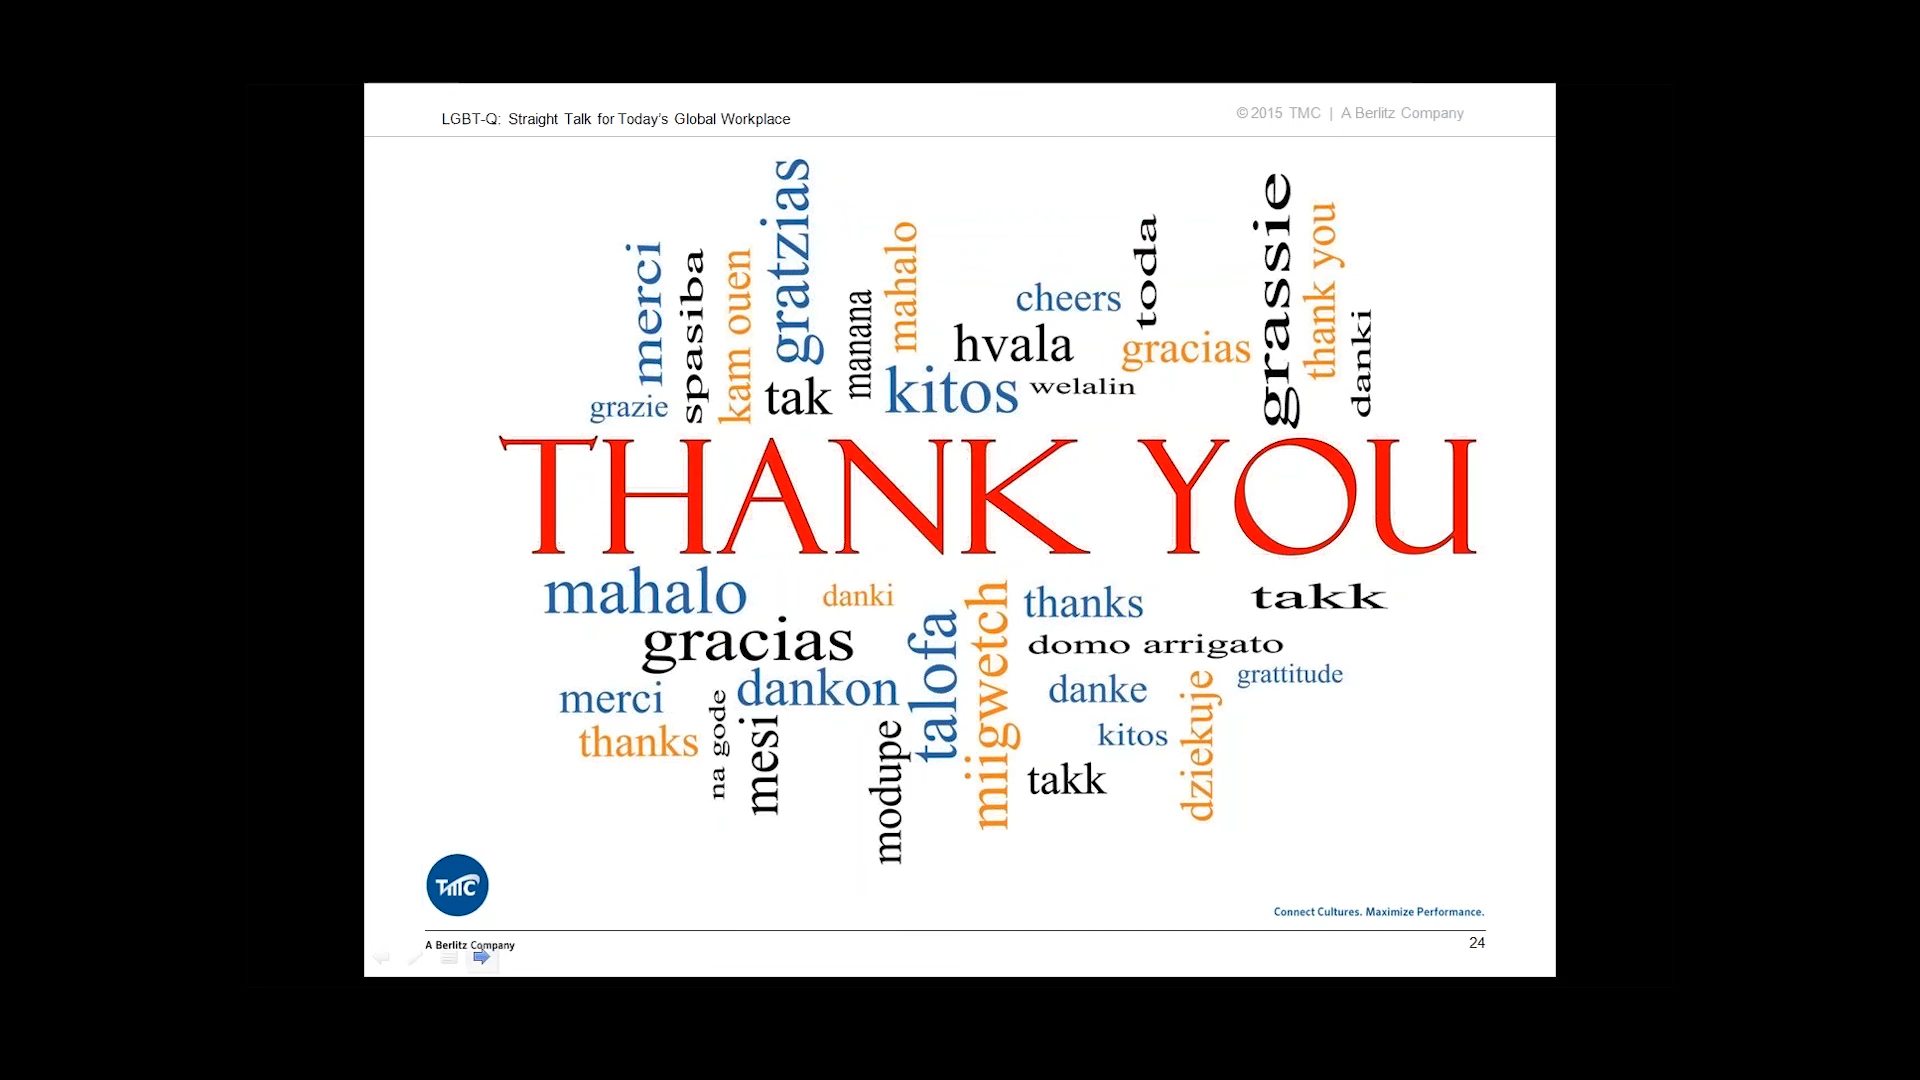 LGBT-Q: Straight Talk for Today's Global Workplace
© 2015 TMC | A Berlitz Company
merci
spasiba
kam ouen
gratzias
manana
mahalo
cheers
toda
grassie
thank you
danki
hvala
gracias
grazie
tak
kitos
welalin
THANK YOU
mahalo
danki
talofa
miigwetch
thanks
takk
gracias
domo arrigato
merci
dankon
danke
dziekuje
grattitude
thanks
na gode
mesi
modupe
kitos
takk
TMC
Connect Cultures. Maximize Performance.
A Berlitz Company
24